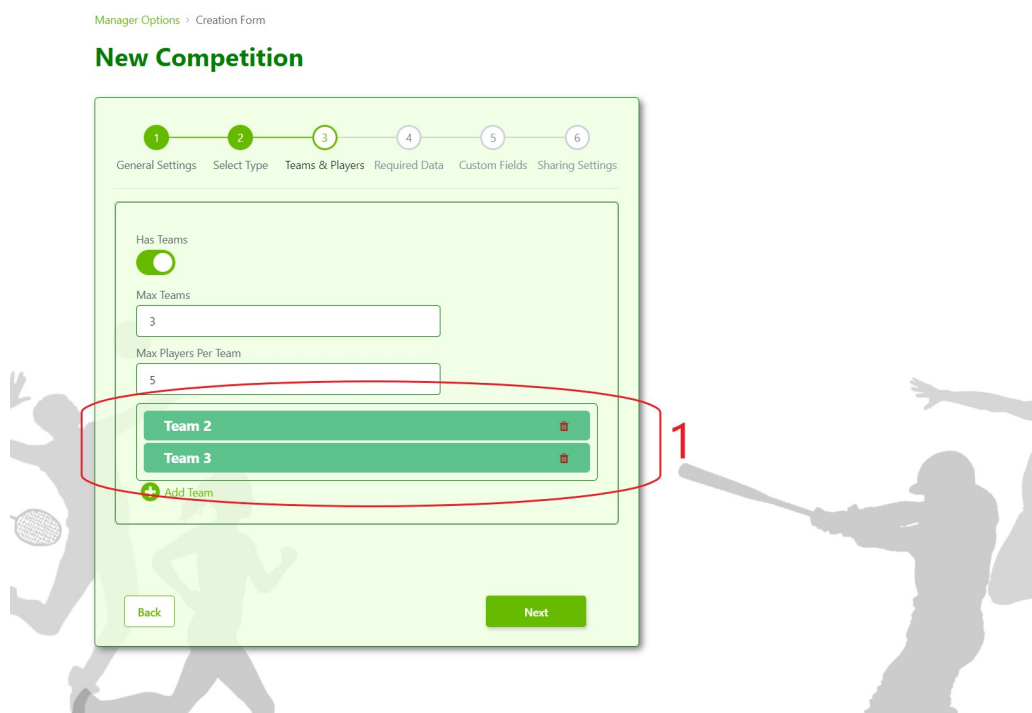 Manager Options > Creation Form
New Competition
1 2 3 4 5 6
General Settings Select Type Teams & Players Required Data Custom Fields Sharing Settings
Has Teams
Max Teams
3
Max Players Per Team
5
Team 2
1
Team 3
Add Team
Back Next